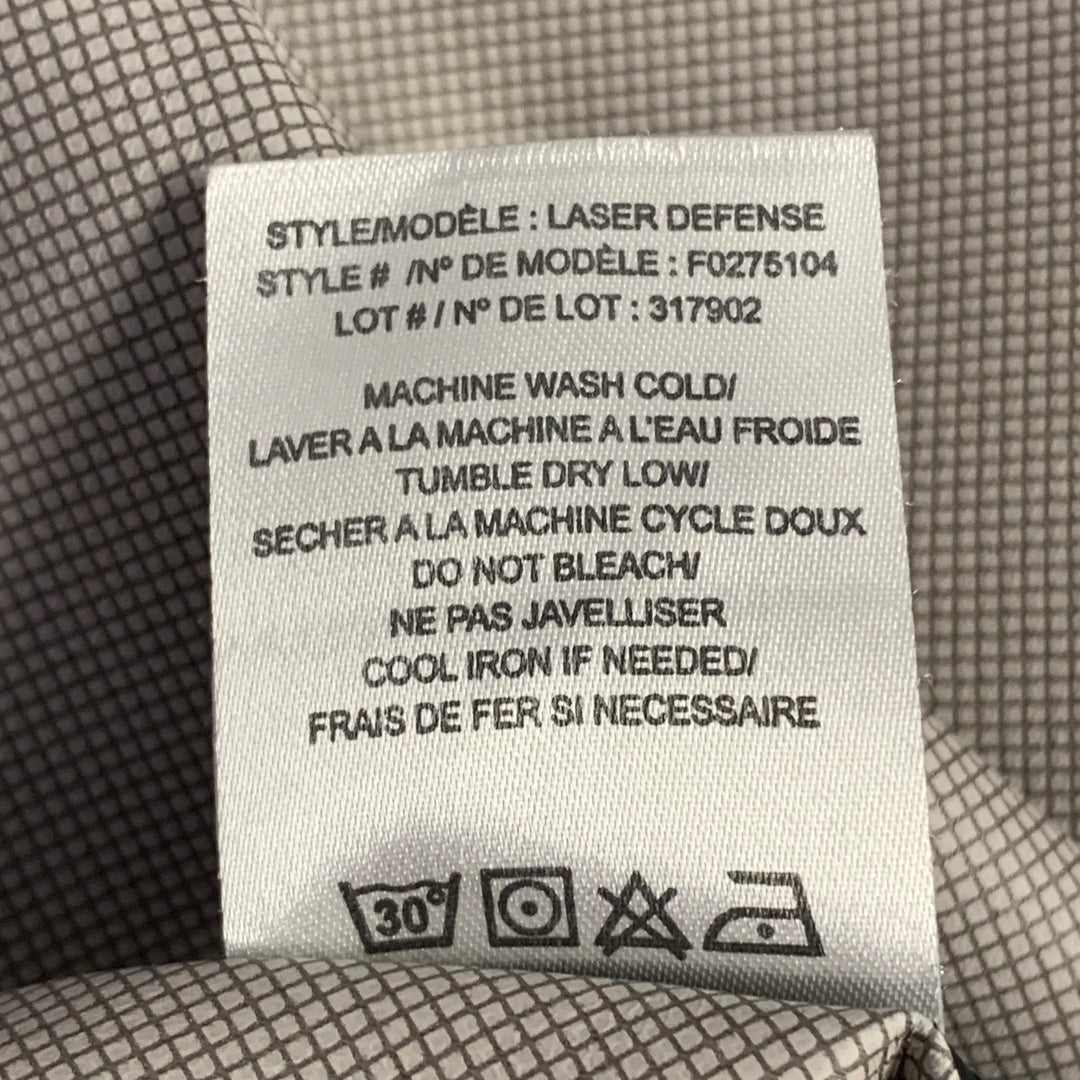 STYLE/MODÈLE : LASER DEFENSE
STYLE # /Nº DE MODÈLE : F0275104
LOT # / Nº DE LOT : 317902
MACHINE WASH COLD/
LAVER A LA MACHINE A L'EAU FROIDE
TUMBLE DRY LOW/
SECHER A LA MACHINE CYCLE DOUX
DO NOT BLEACH/
NE PAS JAVELLISER
COOL IRON IF NEEDED/
FRAIS DE FER SI NECESSAIRE
30°